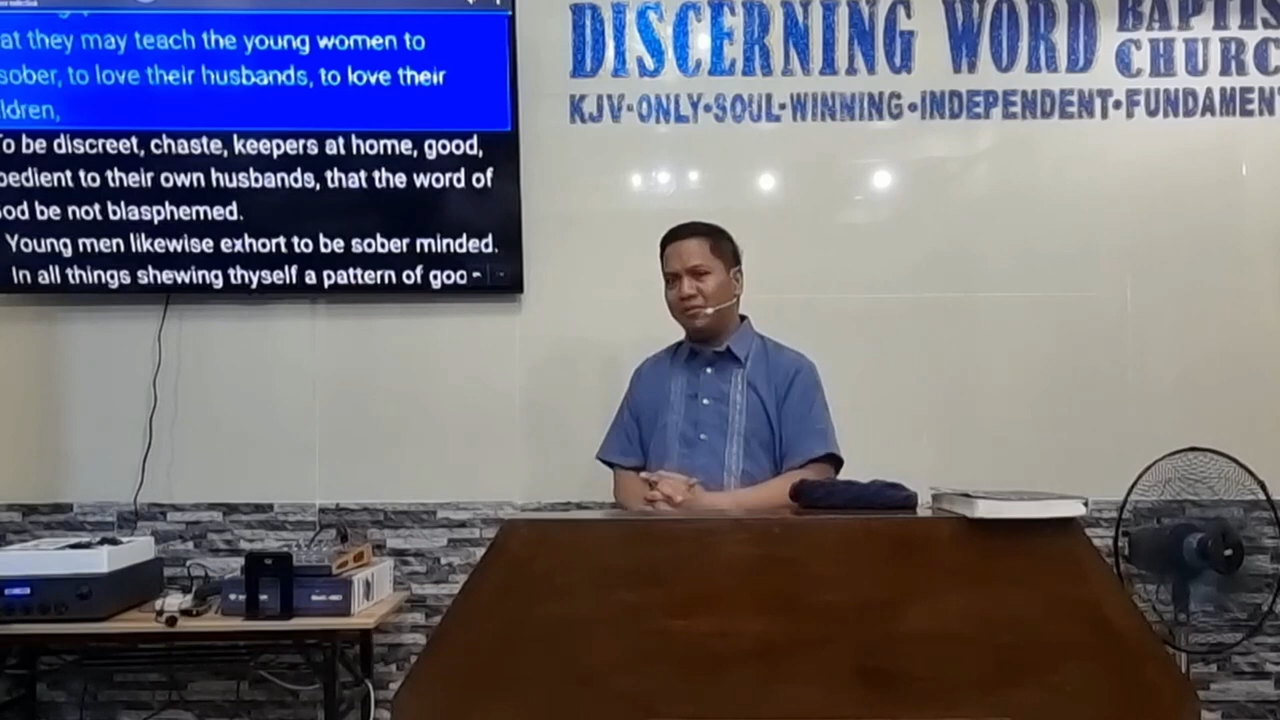 at they may teach the young women to
sober, to love their husbands, to love their
ldren,
To be discreet, chaste, keepers at home, good,
bedient to their own husbands, that the word of
od be not blasphemed.
Young men likewise exhort to be sober minded.
In all things shewing thyself a pattern of goo
DISCERNING WORD BAPTIS
CHURC
KJV-ONLY•SOUL-WINNING•INDEPENDENT•FUNDAMEN